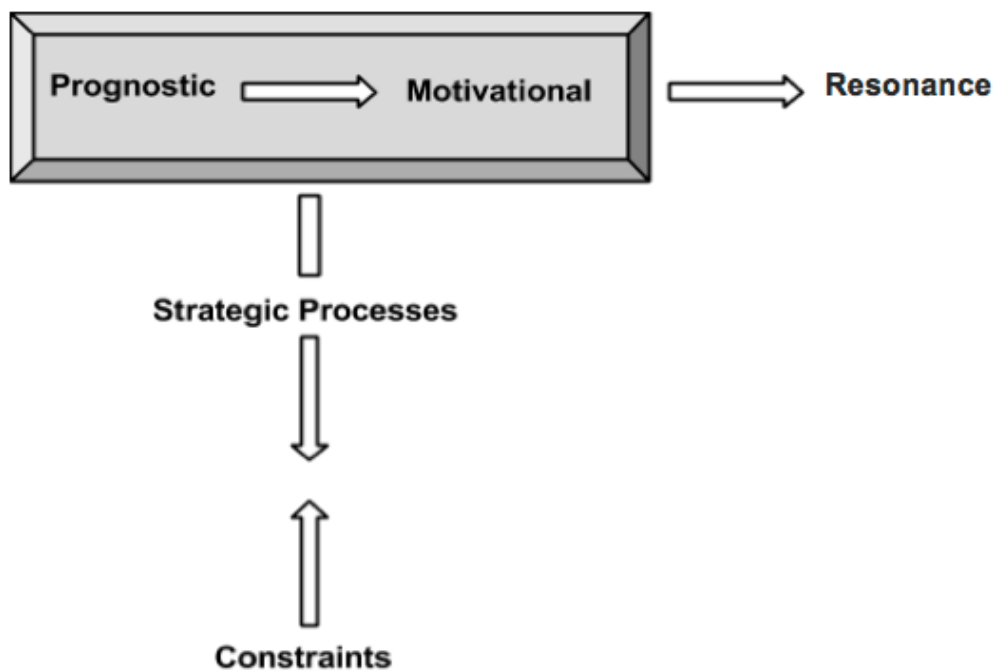 Prognostic
Motivational
Resonance
Strategic Processes
Constraints